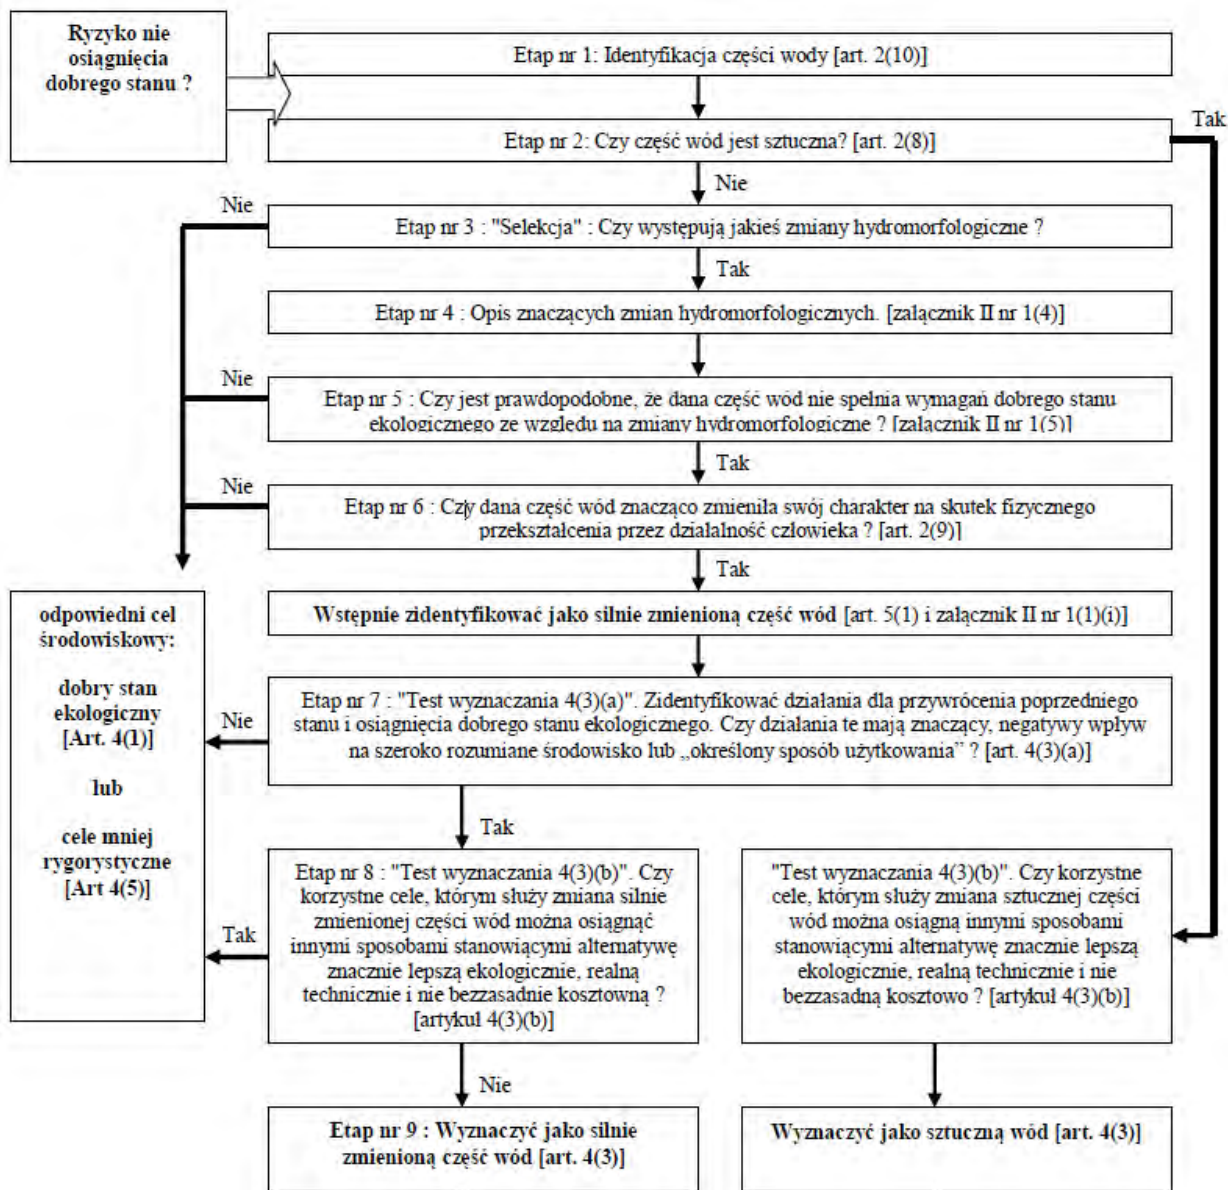 Ryzyko nie
osiągnięcia
dobrego stanu ?
Etap nr 1: Identyfikacja części wody [art. 2(10)]
Tak
Etap nr 2: Czy część wód jest sztuczna? [art. 2(8)]
Nie
Nie
Etap nr 3 : "Selekcja" : Czy występują jakieś zmiany hydromorfologiczne ?
Tak
Etap nr 4 : Opis znaczących zmian hydromorfologicznych. [załącznik II nr 1(4)]
Nie
Etap nr 5 : Czy jest prawdopodobne, że dana część wód nie spełnia wymagań dobrego stanu
ekologicznego ze względu na zmiany hydromorfologiczne ? [załącznik II nr 1(5)]
Tak
Nie
Etap nr 6 : Czy dana część wód znacząco zmieniła swój charakter na skutek fizycznego
przekształcenia przez działalność człowieka ? [art. 2(9)]
Tak
Wstępnie zidentyfikować jako silnie zmienioną część wód [art. 5(1) i załącznik II nr 1(1)(i)]
odpowiedni cel
środowiskowy:
dobry stan
ekologiczny
[Art. 4(1)]
lub
cele mniej
rygorystyczne
[Art 4(5)]
Nie
Etap nr 7 : "Test wyznaczania 4(3)(a)". Zidentyfikować działania dla przywrócenia poprzedniego
stanu i osiągnięcia dobrego stanu ekologicznego. Czy działania te mają znaczący, negatywy wpływ
na szeroko rozumiane środowisko lub „określony sposób użytkowania” ? [art. 4(3)(a)]
Tak
Tak
Etap nr 8 : "Test wyznaczania 4(3)(b)". Czy
korzystne cele, którym służy zmiana silnie
zmienionej części wód można osiągnąć
innymi sposobami stanowiącymi alternatywę
znacznie lepszą ekologicznie, realną
technicznie i nie bezzasadnie kosztowną ?
[artykuł 4(3)(b)]
"Test wyznaczania 4(3)(b)". Czy korzystne
cele, którym służy zmiana sztucznej części
wód można osiągną innymi sposobami
stanowiącymi alternatywę znacznie lepszą
ekologicznie, realną technicznie i nie
bezzasadną kosztowo ? [artykuł 4(3)(b)]
Nie
Etap nr 9 : Wyznaczyć jako silnie
zmienioną część wód [art. 4(3)]
Wyznaczyć jako sztuczną wód [art. 4(3)]